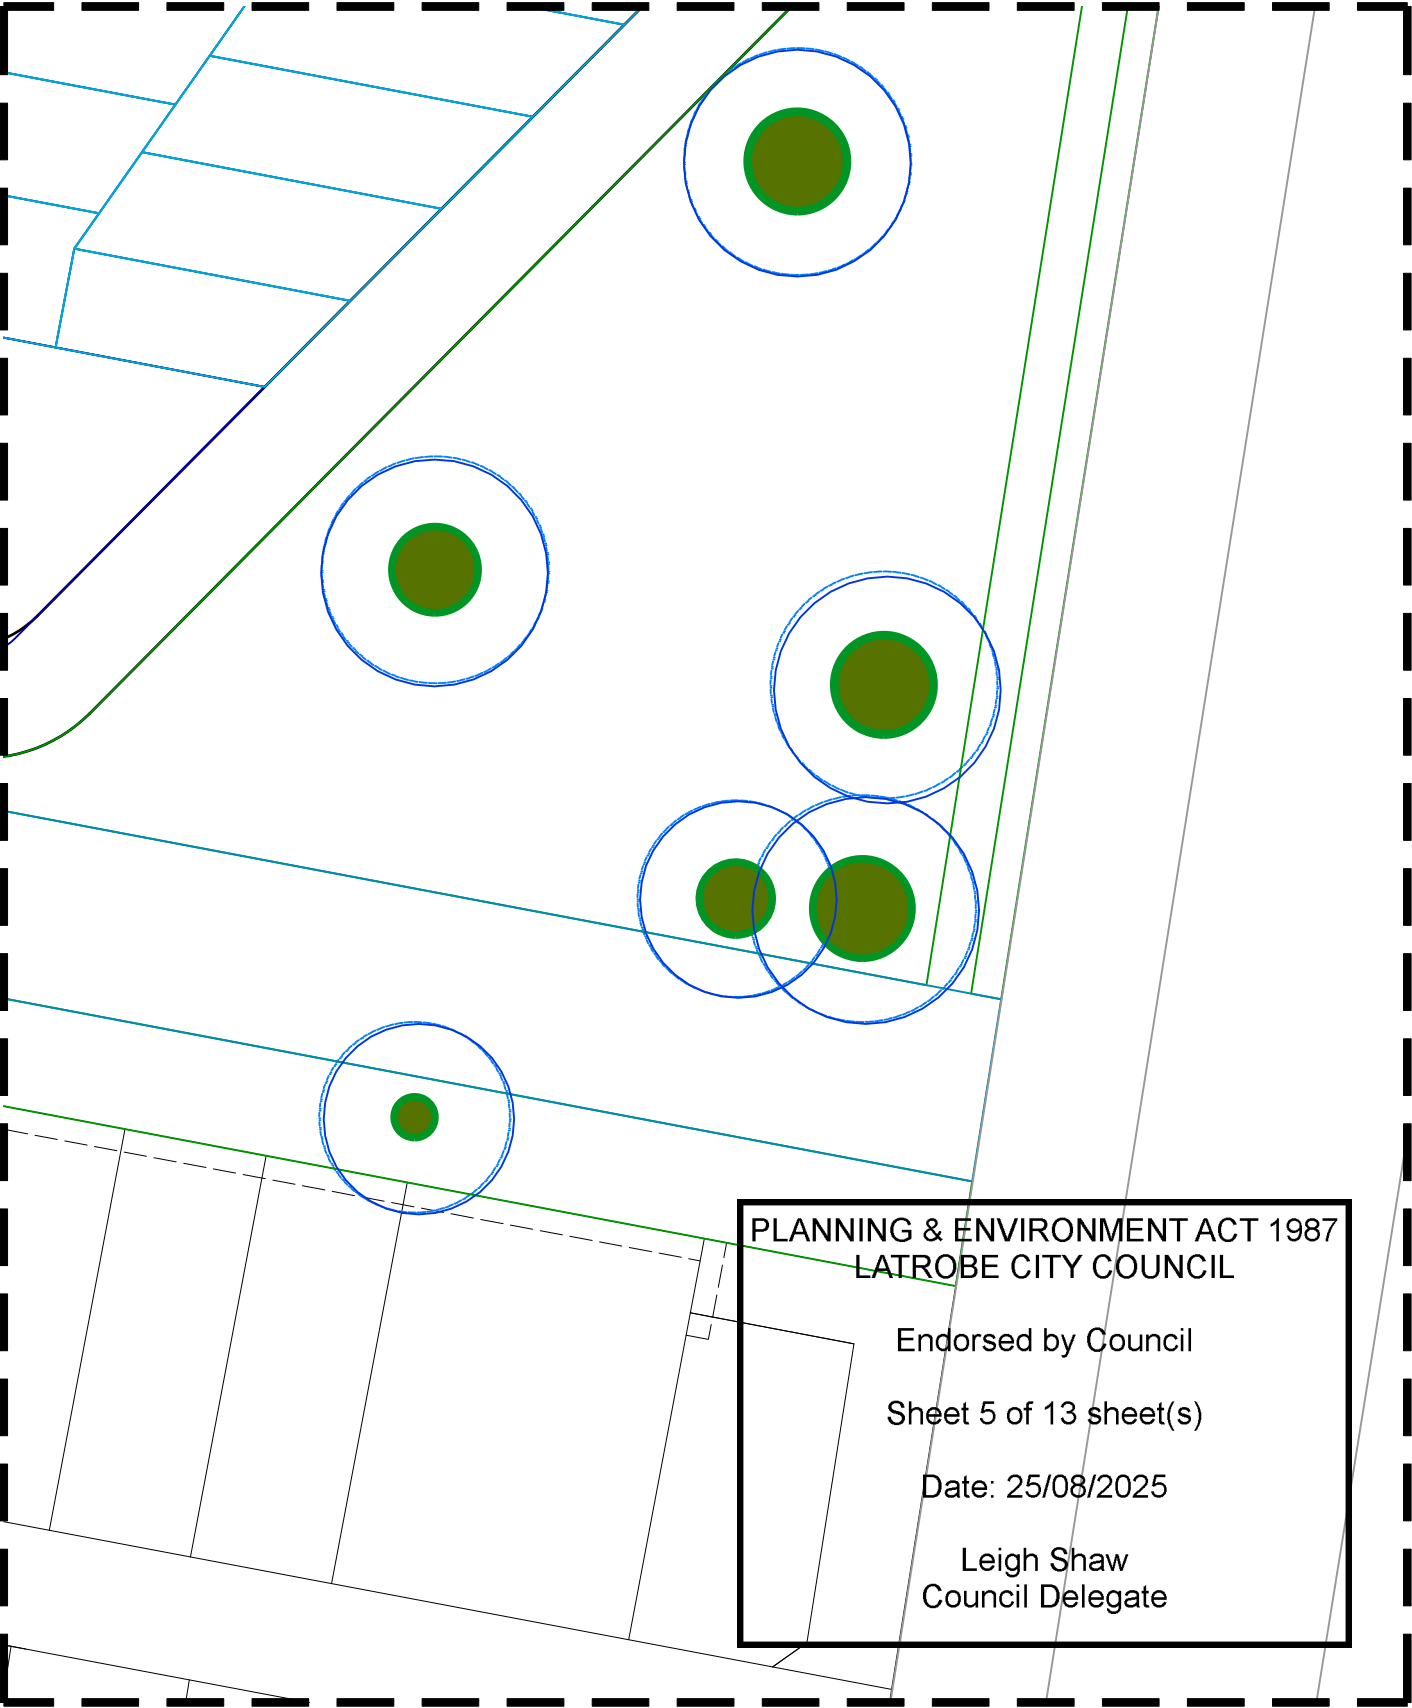 PLANNING & ENVIRONMENT ACT 1987
LATROBE CITY COUNCIL
Endorsed by Council
Sheet 5 of 13 sheet(s)
Date: 25/08/2025
Leigh Shaw
Council Delegate